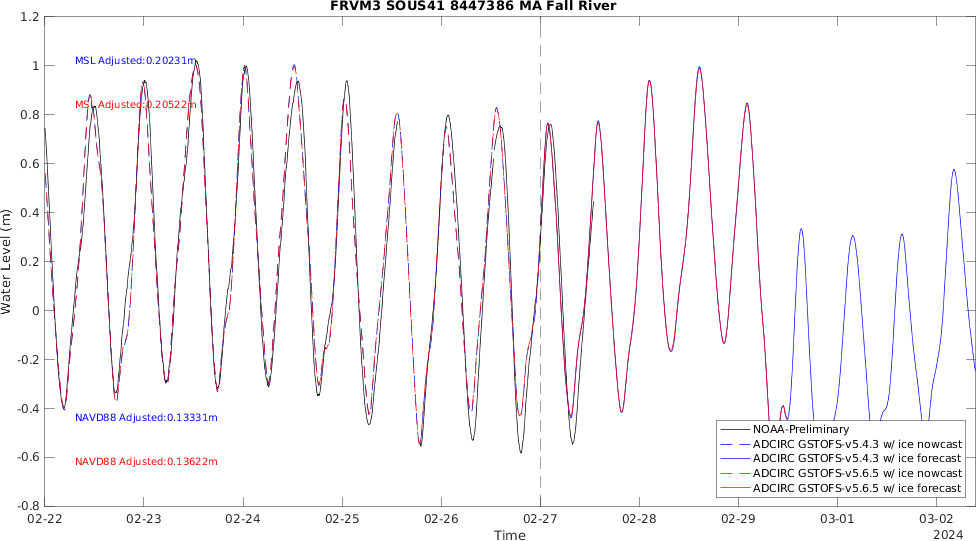 FRVM3 SOUS41 8447386 MA Fall River
1.2
1
0.8
0.6
0.4
0.2
0
-0.2
-0.4
-0.6
-0.8
Water Level (m)
MSL Adjusted:0.20231m
MSL Adjusted:0.20522m
NAVD88 Adjusted:0.13331m
NAVD88 Adjusted:0.13622m
NOAA-Preliminary
ADCIRC GSTOFS-v5.4.3 w/ ice nowcast
ADCIRC GSTOFS-v5.4.3 w/ ice forecast
ADCIRC GSTOFS-v5.6.5 w/ ice nowcast
ADCIRC GSTOFS-v5.6.5 w/ ice forecast
02-22 02-23 02-24 02-25 02-26 02-27 02-28 02-29 03-01 03-02
Time
2024